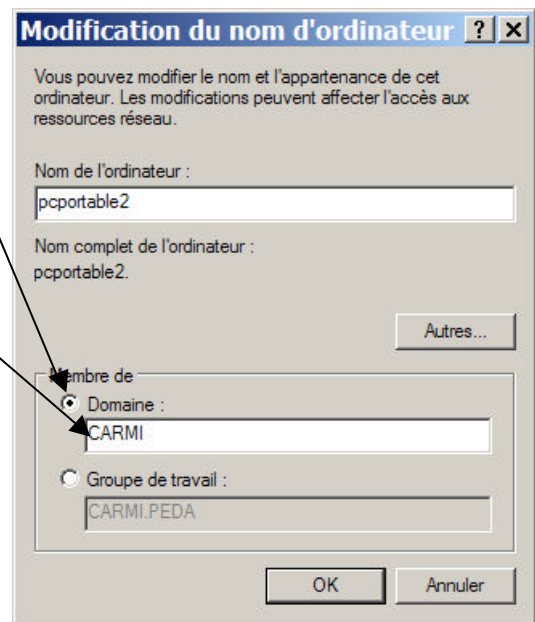 Modification du nom d'ordinateur
Vous pouvez modifier le nom et l'appartenance de cet
ordinateur. Les modifications peuvent affecter l'accès aux
ressources réseau.
Nom de l'ordinateur :
pcportable2
Nom complet de l'ordinateur :
pcportable2.
Autres...
Membre de
Domaine :
CARMI
Groupe de travail :
CARMI.PEDA
OK
Annuler